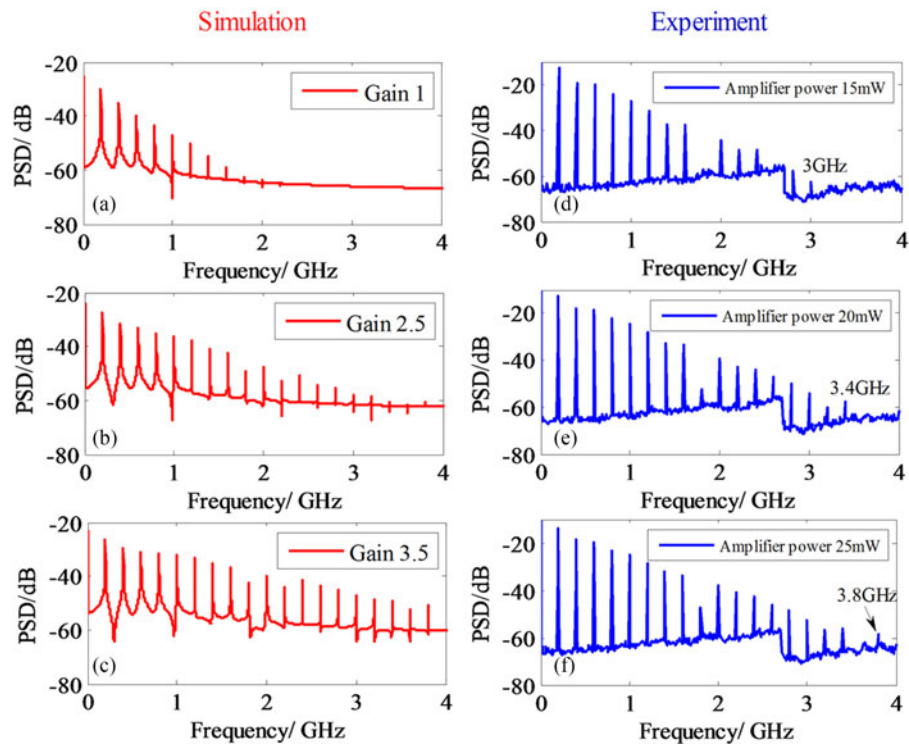 Simulation
Experiment
-20
-40
-60
-80
PSD/ dB
Gain 1
(a)
0
1
2
3
4
Frequency/ GHz
-20
-40
-60
-80
PSD/ dB
Amplifier power 15mW
3GHz
(d)
0
1
2
3
4
Frequency/ GHz
-20
-40
-60
-80
PSD/dB
Gain 2.5
(b)
0
1
2
3
4
Frequency/ GHz
-20
-40
-60
-80
PSD/dB
Amplifier power 20mW
3.4GHz
(e)
0
1
2
3
4
Frequency/ GHz
-20
-40
-60
-80
PSD/dB
Gain 3.5
(c)
0
1
2
3
4
Frequency/ GHz
-20
-40
-60
-80
PSD/dB
Amplifier power 25mW
3.8GHz
(f)
0
1
2
3
4
Frequency/ GHz